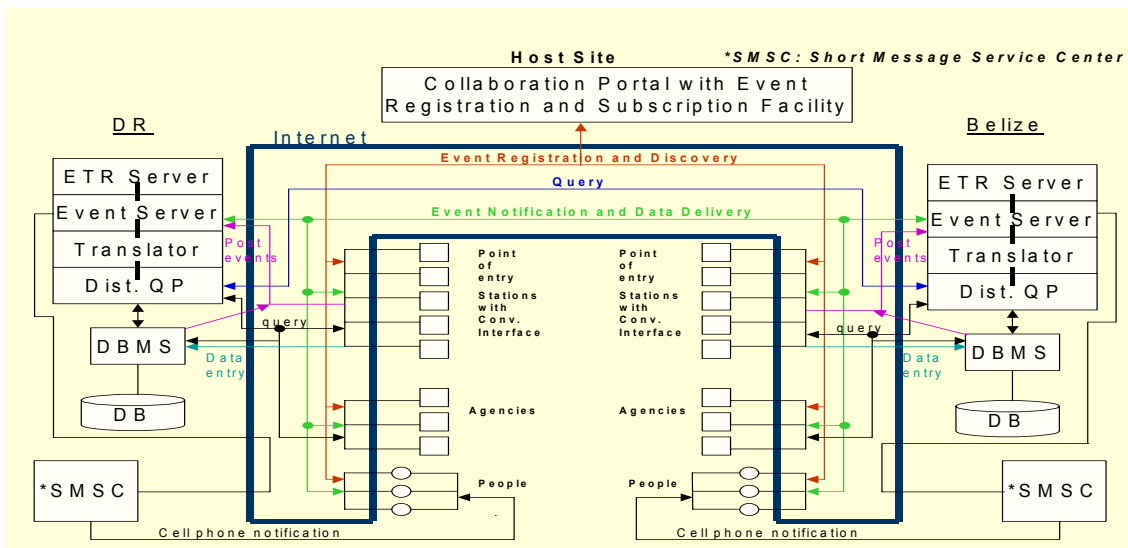 Host Site
*SMSC: Short Message Service Center
Collaboration Portal with Event
Registration and Subscription Facility
DR
Belize
Internet
Event Registration and Discovery
Query
Event Notification and Data Delivery
ETR Server
Event Server
Translator
Dist. QP
Post
events
query
DBMS
Data
entry
DB
*SMSC
Cell phone notification
Point
of
entry
Stations
with
Conv.
Interface
Agencies
People
.
Point
of
entry
Stations
with
Conv.
Interface
Agencies
People
ETR Server
Event Server
Translator
Dist. QP
Post
events
query
DBMS
Data
entry
DB
*SMSC
Cell phone notification